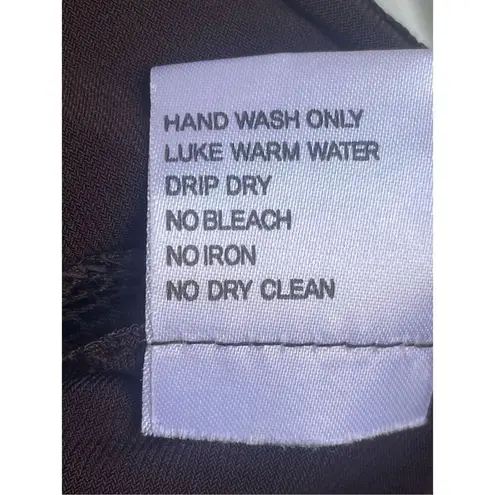 HAND WASH ONLY
LUKE WARM WATER
DRIP DRY
NO BLEACH
NO IRON
NO DRY CLEAN